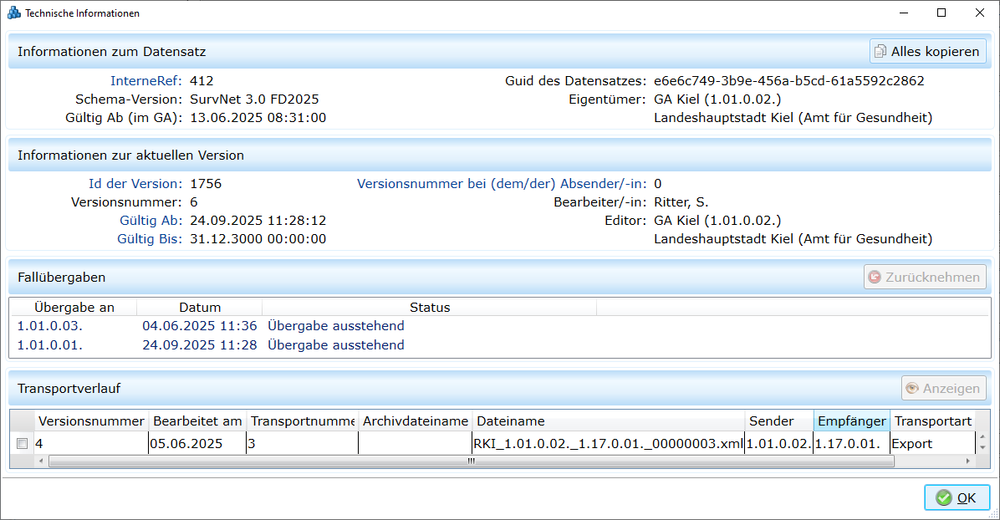 Technische Informationen
Informationen zum Datensatz
Alles kopieren
InterneRef: 412
Guid des Datensatzes: e6e6c749-3b9e-456a-b5cd-61a5592c2862
Schema-Version: SurvNet 3.0 FD2025
Eigentümer: GA Kiel (1.01.0.02.)
Gültig Ab (im GA): 13.06.2025 08:31:00
Landeshauptstadt Kiel (Amt für Gesundheit)
Informationen zur aktuellen Version
Id der Version: 1756
Versionsnummer bei (dem/der) Absender/-in: 0
Versionsnummer: 6
Bearbeiter/-in: Ritter, S.
Gültig Ab: 24.09.2025 11:28:12
Editor: GA Kiel (1.01.0.02.)
Gültig Bis: 31.12.3000 00:00:00
Landeshauptstadt Kiel (Amt für Gesundheit)
Fallübergaben
Zurücknehmen
Übergabe an Datum Status
1.01.0.03. 04.06.2025 11:36 Übergabe ausstehend
1.01.0.01. 24.09.2025 11:28 Übergabe ausstehend
Transportverlauf
Anzeigen
Versionsnummer Bearbeitet am Transportnumme Archivdateiname Dateiname Sender Empfänger Transportart
4 05.06.2025 3 RKI_1.01.0.02._1.17.0.01._00000003.xml 1.01.0.02. 1.17.0.01. Export
OK